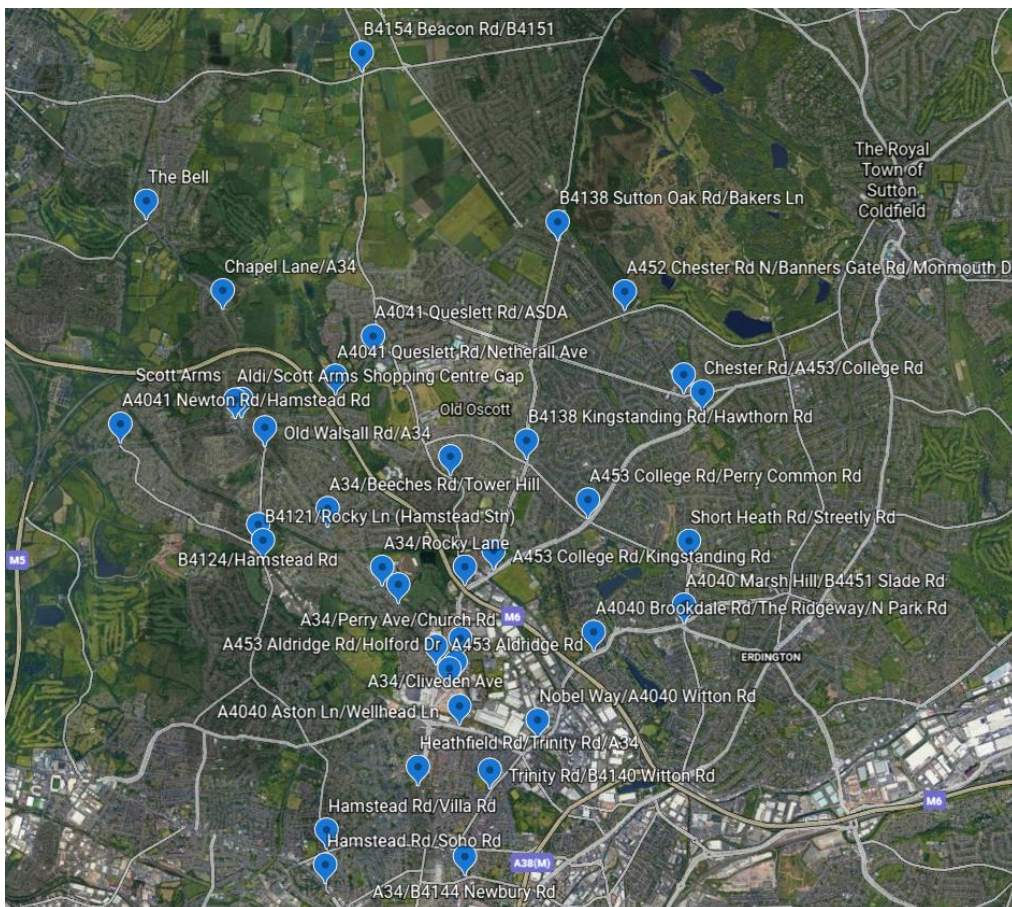 B4154 Beacon Rd/B4151
The Royal
Town of
Sutton
Coldfield
The Bell
B4138 Sutton Oak Rd/Bakers Ln
Chapel Lane/A34
A452 Chester Rd N/Banners Gate Rd/Monmouth D
A4041 Queslett Rd/ASDA
A4041 Queslett Rd/Netherall Ave
Scott Arms
Aldi/Scott Arms Shopping Centre Gap
Chester Rd/A453/College Rd
A4041 Newton Rd/Hamstead Rd
Old Oscott
B4138 Kingstanding Rd/Hawthorn Rd
Old Walsall Rd/A34
A453 College Rd/Perry Common Rd
A34/Beeches Rd/Tower Hill
B4121/Rocky Ln (Hamstead Stn)
Short Heath Rd/Streetly Rd
A34/Rocky Lane
M5
B4124/Hamstead Rd
A453 College Rd/Kingstanding Rd
A4040 Marsh Hill/B4451 Slade Rd
A4040 Brookdale Rd/The Ridgeway/N Park Rd
M6
A34/Perry Ave/Church Rd
A453 Aldridge Rd/Holford Dr
A453 Aldridge Rd
ERDINGTON
A34/Cliveden Ave
Nobel Way/A4040 Witton Rd
A4040 Aston Ln/Wellhead Ln
Heathfield Rd/Trinity Rd/A34
Trinity Rd/B4140 Witton Rd
M6
Hamstead Rd/Villa Rd
Hamstead Rd/Soho Rd
A38(M)
A34/B4144 Newbury Rd